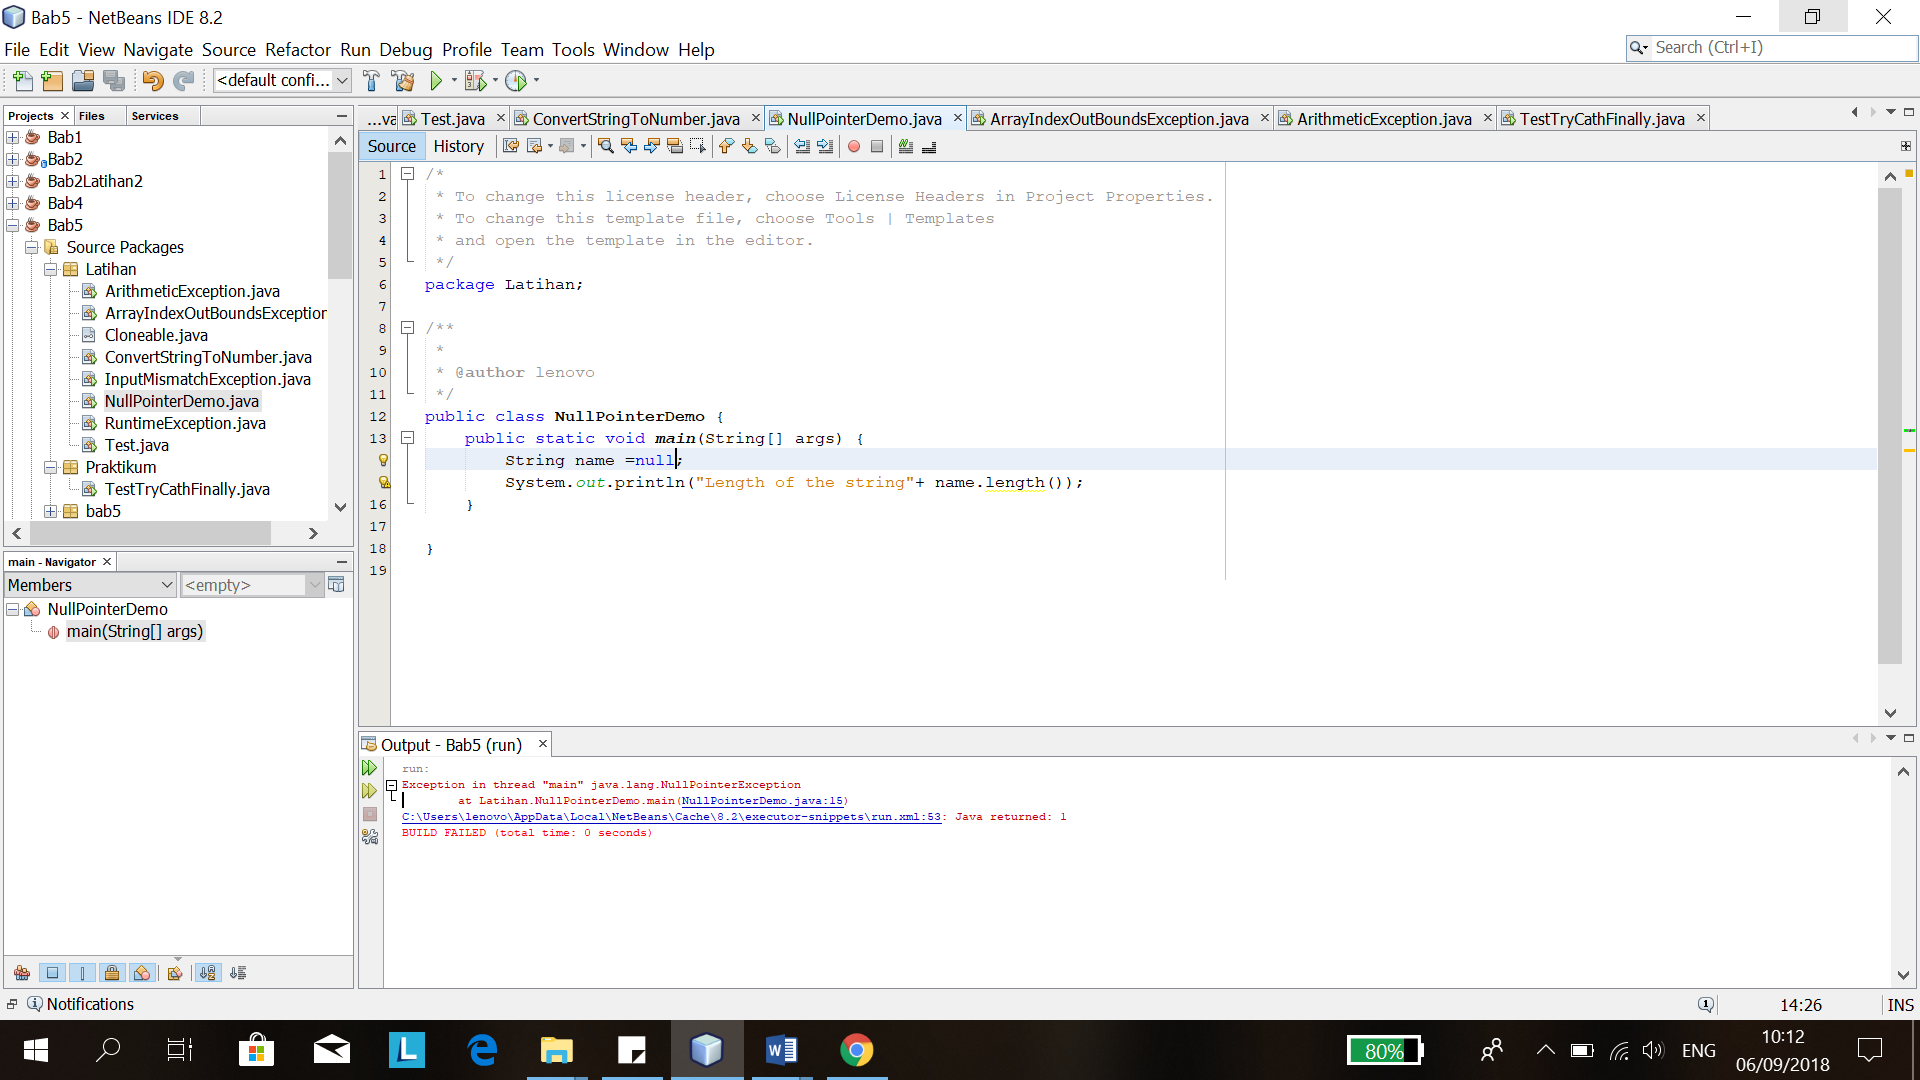 Bab5 - NetBeans IDE 8.2
File Edit View Navigate Source Refactor Run Debug Profile Team Tools Window Help
Search (Ctrl+I)
<default confi...
Projects Files Services
...va Test.java ConvertStringToNumber.java NullPointerDemo.java ArrayIndexOutBoundsException.java ArithmeticException.java TestTryCathFinally.java
Source History
Bab1
Bab2
Bab2Latihan2
Bab4
Bab5
Source Packages
Latihan
ArithmeticException.java
ArrayIndexOutBoundsException
Cloneable.java
ConvertStringToNumber.java
InputMismatchException.java
NullPointerDemo.java
RuntimeException.java
Test.java
Praktikum
TestTryCathFinally.java
bab5
main - Navigator
Members <empty>
NullPointerDemo
main(String[] args)
1 /*
2 * To change this license header, choose License Headers in Project Properties.
3 * To change this template file, choose Tools | Templates
4 * and open the template in the editor.
5 */
6 package Latihan;
7
8 /**
9 *
10 * @author lenovo
11 */
12 public class NullPointerDemo {
13 public static void main(String[] args) {
String name =null;
System.out.println("Length of the string"+ name.length());
16 }
17
18 }
19
Output - Bab5 (run)
run:
Exception in thread "main" java.lang.NullPointerException
at Latihan.NullPointerDemo.main(NullPointerDemo.java:15)
C:\Users\lenovo\AppData\Local\NetBeans\Cache\8.2\executor-snippets\run.xml:53: Java returned: 1
BUILD FAILED (total time: 0 seconds)
Notifications
14:26 INS
80%
ENG
10:12
06/09/2018